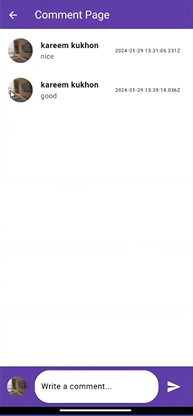 Comment Page
kareem kukhon
2024-01-29 13:31:06.231Z
nice
kareem kukhon
2024-01-29 13:39:14.036Z
good
Write a comment...